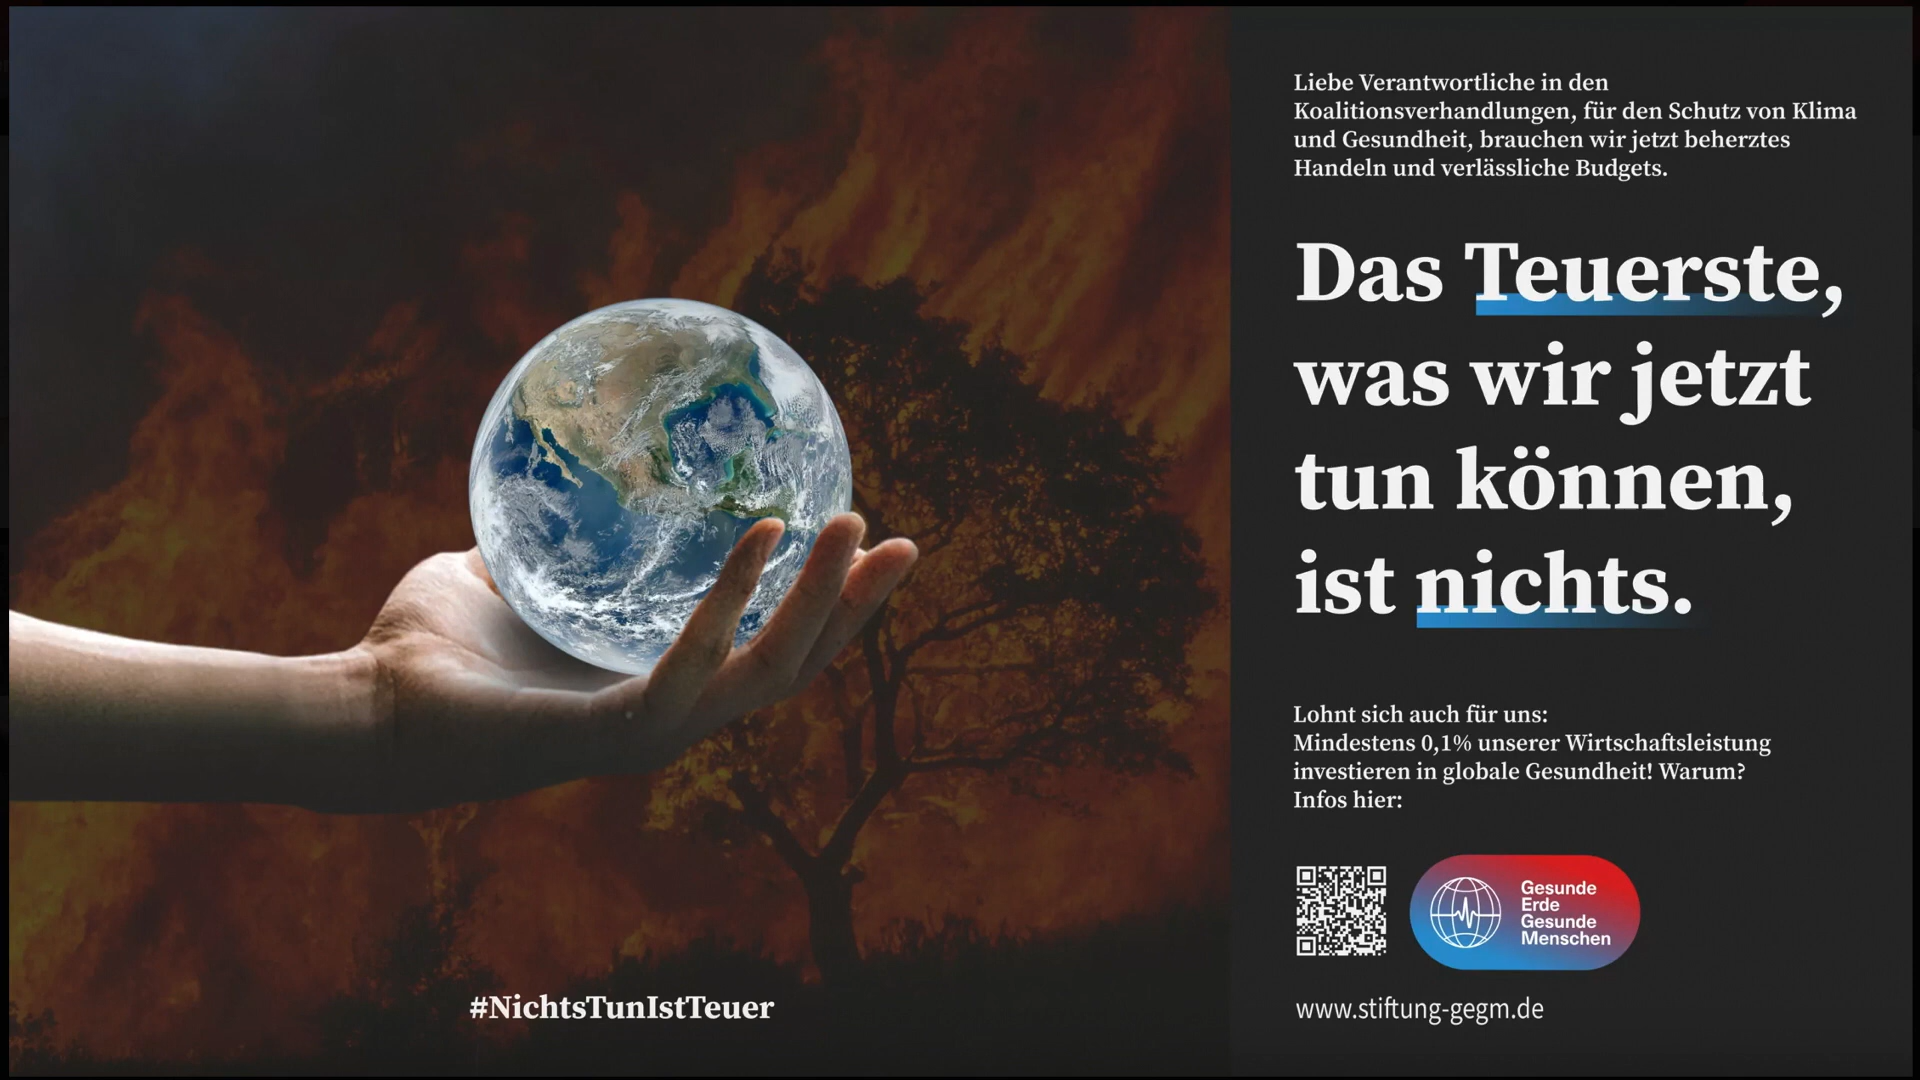 Liebe Verantwortliche in den
Koalitionsverhandlungen, für den Schutz von Klima
und Gesundheit, brauchen wir jetzt beherztes
Handeln und verlässliche Budgets.
Das Teuerste,
was wir jetzt
tun können,
ist nichts.
Lohnt sich auch für uns:
Mindestens 0,1% unserer Wirtschaftsleistung
investieren in globale Gesundheit! Warum?
Infos hier:
Gesunde
Erde
Gesunde
Menschen
#NichtsTunIstTeuer
www.stiftung-gegm.de